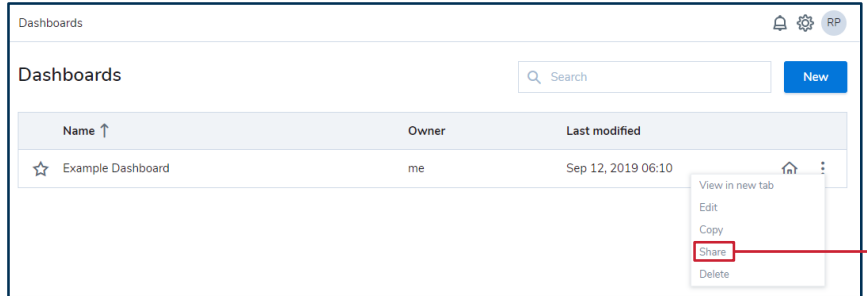 Dashboards
RP
Dashboards
Search
New
Name ↑ Owner Last modified
Example Dashboard me Sep 12, 2019 06:10
View in new tab
Edit
Copy
Share
Delete